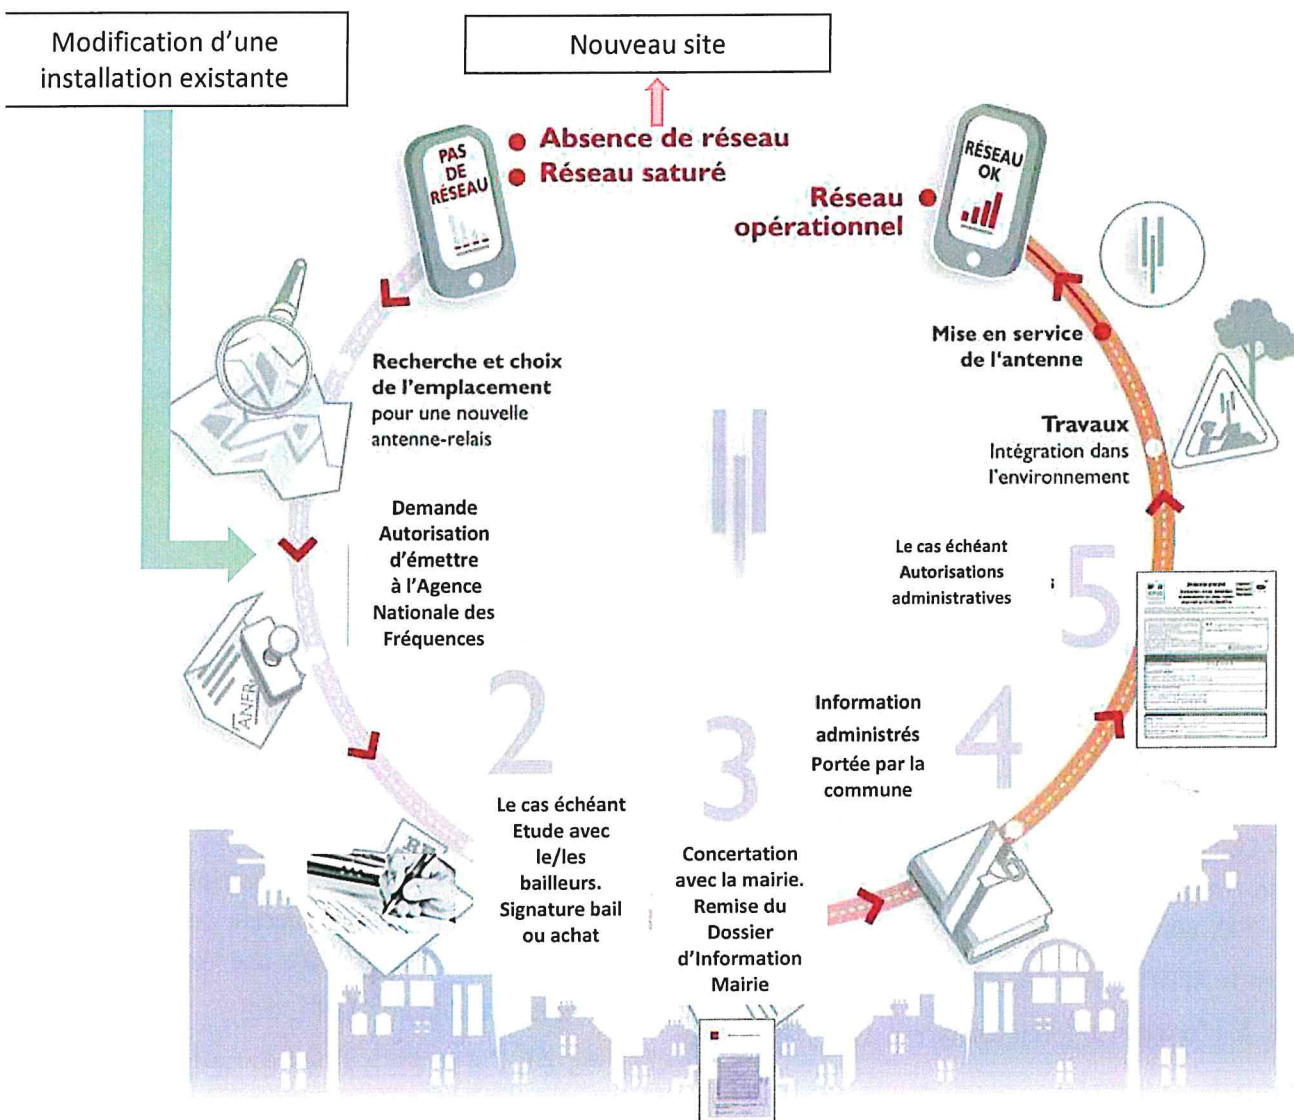 Modification d’une
installation existante
Nouveau site
Absence de réseau
Réseau saturé
PAS
DE
RÉSEAU
RÉSEAU
OK
Réseau
opérationnel
Recherche et choix
de l'emplacement
pour une nouvelle
antenne-relais
Demande
Autorisation
d’émettre
à l’Agence
Nationale des
Fréquences
ANFR
2
Le cas échéant
Etude avec
le/les
bailleurs.
Signature bail
ou achat
3
Concertation
avec la mairie.
Remise du
Dossier
d’Information
Mairie
4
Information
administrés
Portée par la
commune
5
Le cas échéant
Autorisations
administratives
Travaux
Intégration dans
l'environnement
Mise en service
de l'antenne